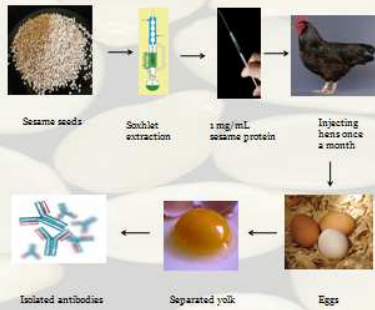 Sesame seeds
Soxhlet
extraction
1 mg/mL
sesame protein
Injecting
hens once
a month
Isolated antibodies
Separated yolk
Eggs